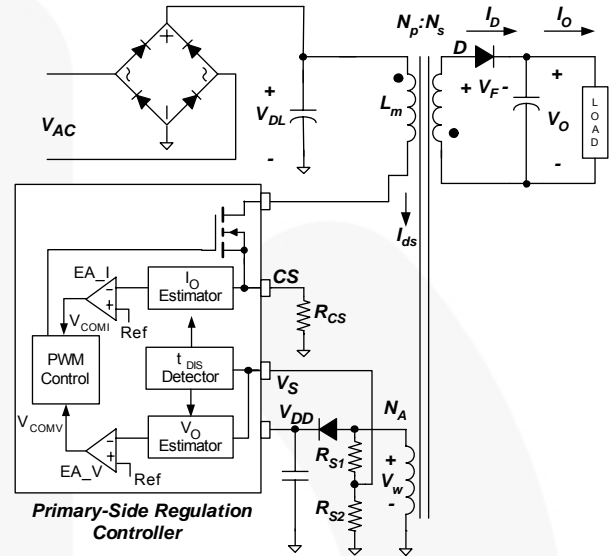 Np:Ns
ID
IO
D
+ VF -
+
VDL
-
Lm
+
VO
-
LOAD
VAC
Ids
EA_I
IO
Estimator
CS
RCS
VCOMI
Ref
PWM
Control
tDIS
Detector
VS
VCOMV
VO
Estimator
VDD
NA
EA_V
Ref
RS1
RS2
+
Vw
-
Primary-Side Regulation
Controller